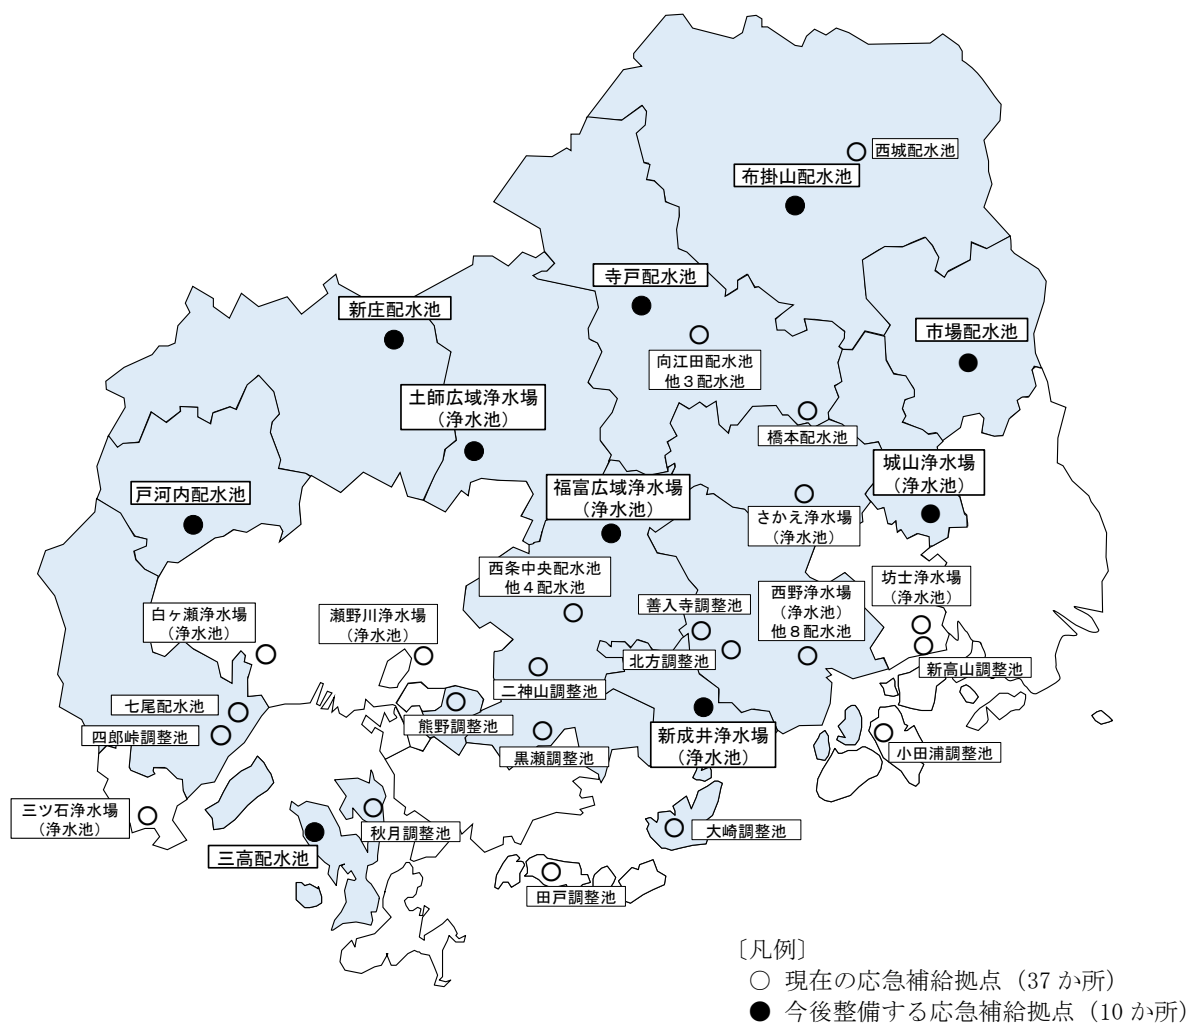 西城配水池
布掛山配水池
寺戸配水池
新庄配水池
市場配水池
向江田配水池
他3配水池
土師広域浄水場
(浄水池)
橋本配水池
城山浄水場
(浄水池)
戸河内配水池
福富広域浄水場
(浄水池)
さかえ浄水場
(浄水池)
西条中央配水池
他4配水池
坊士浄水場
(浄水池)
善入寺調整池
西野浄水場
(浄水池)
他8配水池
白ヶ瀬浄水場
(浄水池)
瀬野川浄水場
(浄水池)
北方調整池
新高山調整池
二神山調整池
七尾配水池
熊野調整池
四郎峠調整池
黒瀬調整池
新成井浄水場
(浄水池)
小田浦調整池
三ツ石浄水場
(浄水池)
秋月調整池
大崎調整池
三高配水池
田戸調整池
〔凡例〕
○ 現在の応急補給拠点(37か所)
● 今後整備する応急補給拠点(10か所)